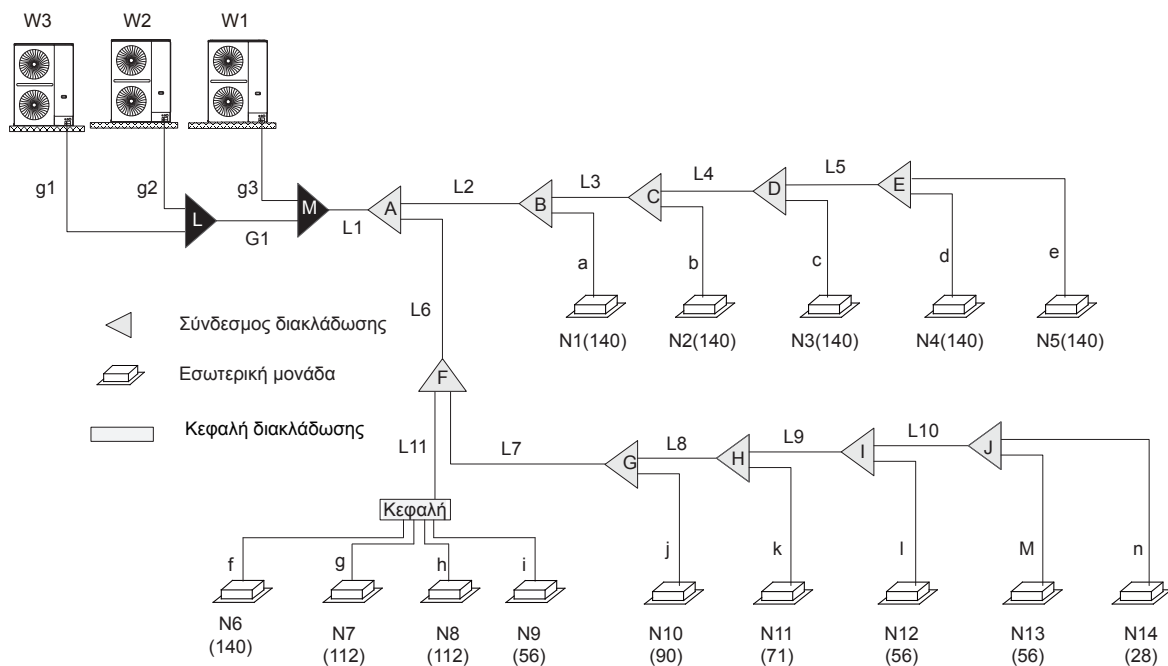 W3 W2 W1
g1 g2 g3 L G1 M L1 A L2 B L3 C L4 D L5 E
a b c d e
N1(140) N2(140) N3(140) N4(140) N5(140)
L6
Σύνδεσμος διακλάδωσης
Εσωτερική μονάδα
Κεφαλή διακλάδωσης
F
L11 L7 G L8 H L9 I L10 J
Κεφαλή
f g h i j k l M n
N6 N7 N8 N9 N10 N11 N12 N13 N14
(140) (112) (112) (56) (90) (71) (56) (56) (28)